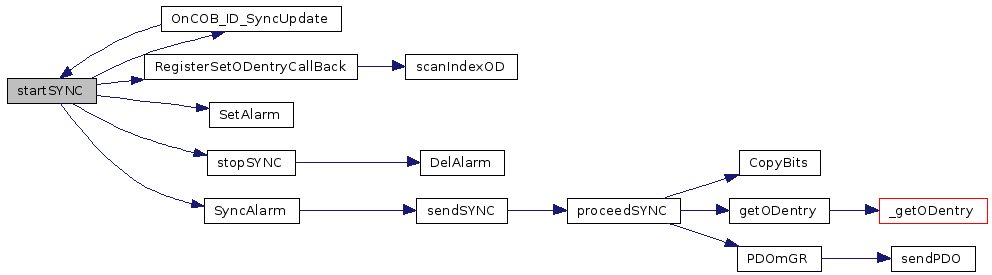 OnCOB_ID_SyncUpdate
RegisterSetODentryCallBack
scanIndexOD
startSYNC
SetAlarm
stopSYNC
DelAlarm
CopyBits
SyncAlarm
sendSYNC
proceedSYNC
getODentry
_getODentry
PDOmGR
sendPDO